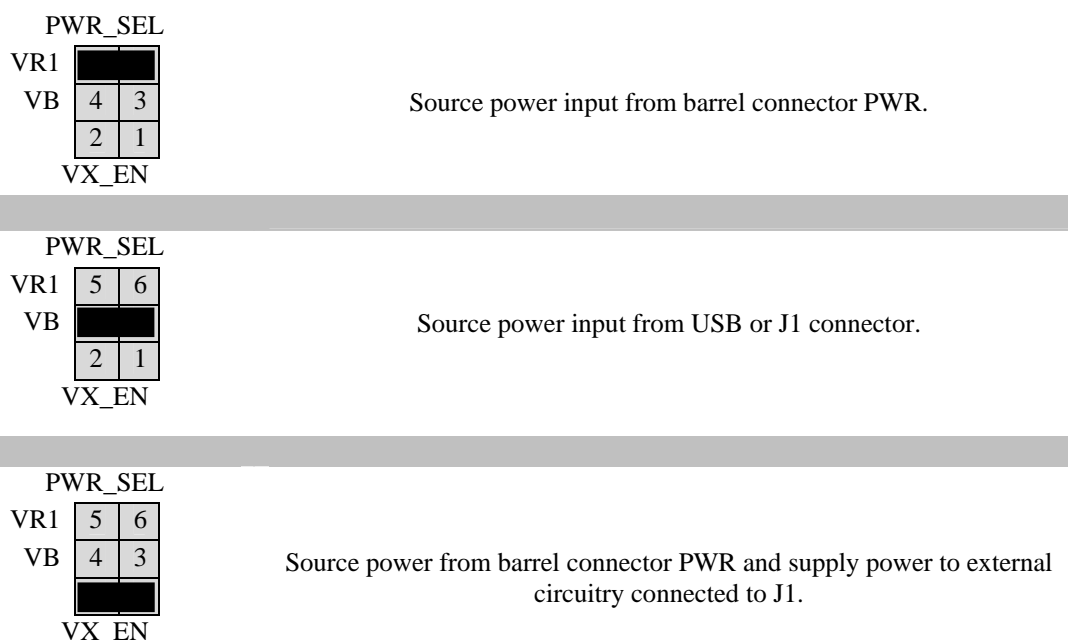 PWR_SEL
VR1
VB 4 3
2 1
VX_EN
Source power input from barrel connector PWR.
PWR_SEL
VR1 5 6
VB
2 1
VX_EN
Source power input from USB or J1 connector.
PWR_SEL
VR1 5 6
VB 4 3
VX_EN
Source power from barrel connector PWR and supply power to external
circuitry connected to J1.